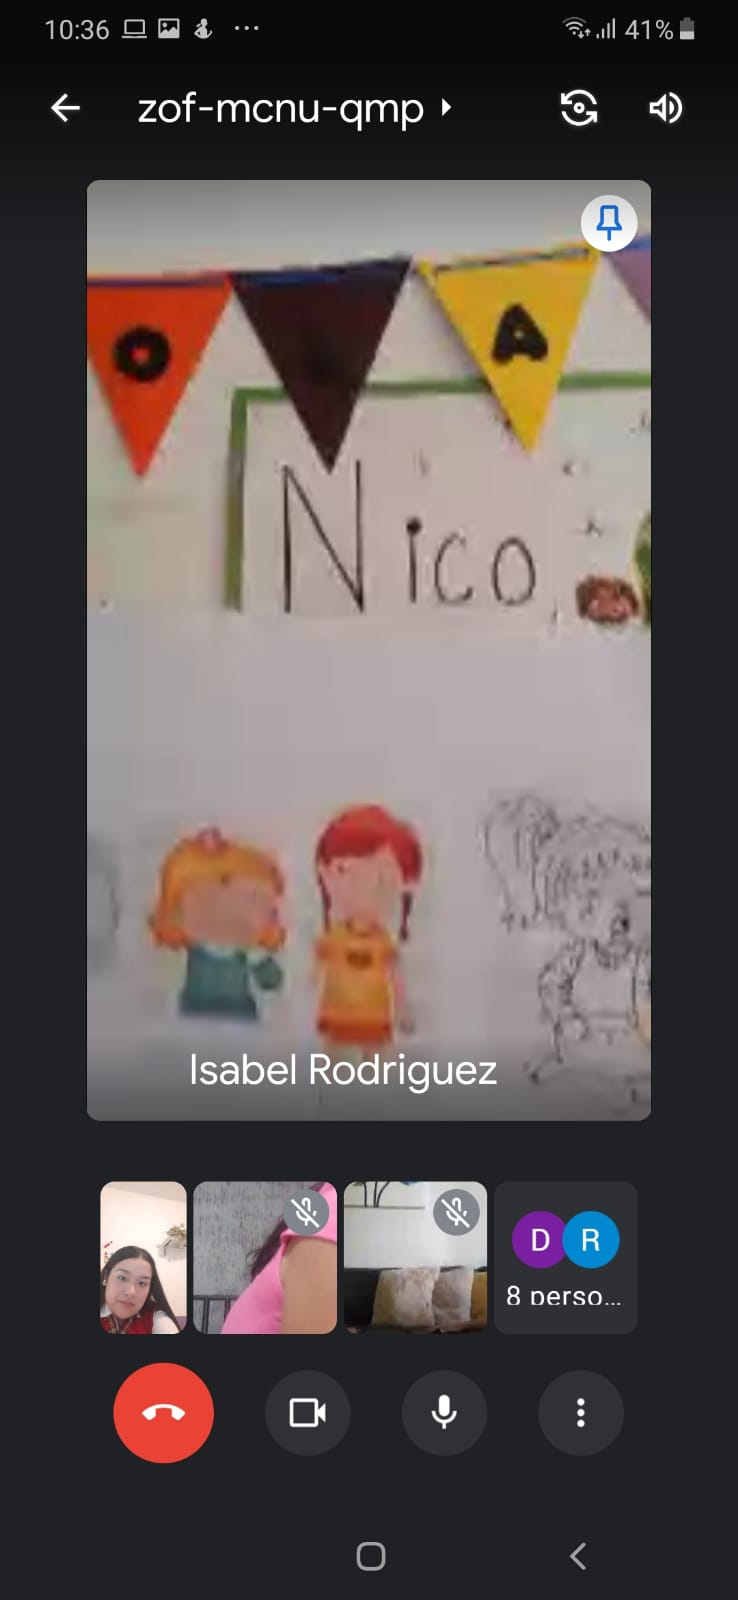 10:36
41%
zof-mcnu-qmp
O
A
Nico
Isabel Rodriguez
D R
8 perso...